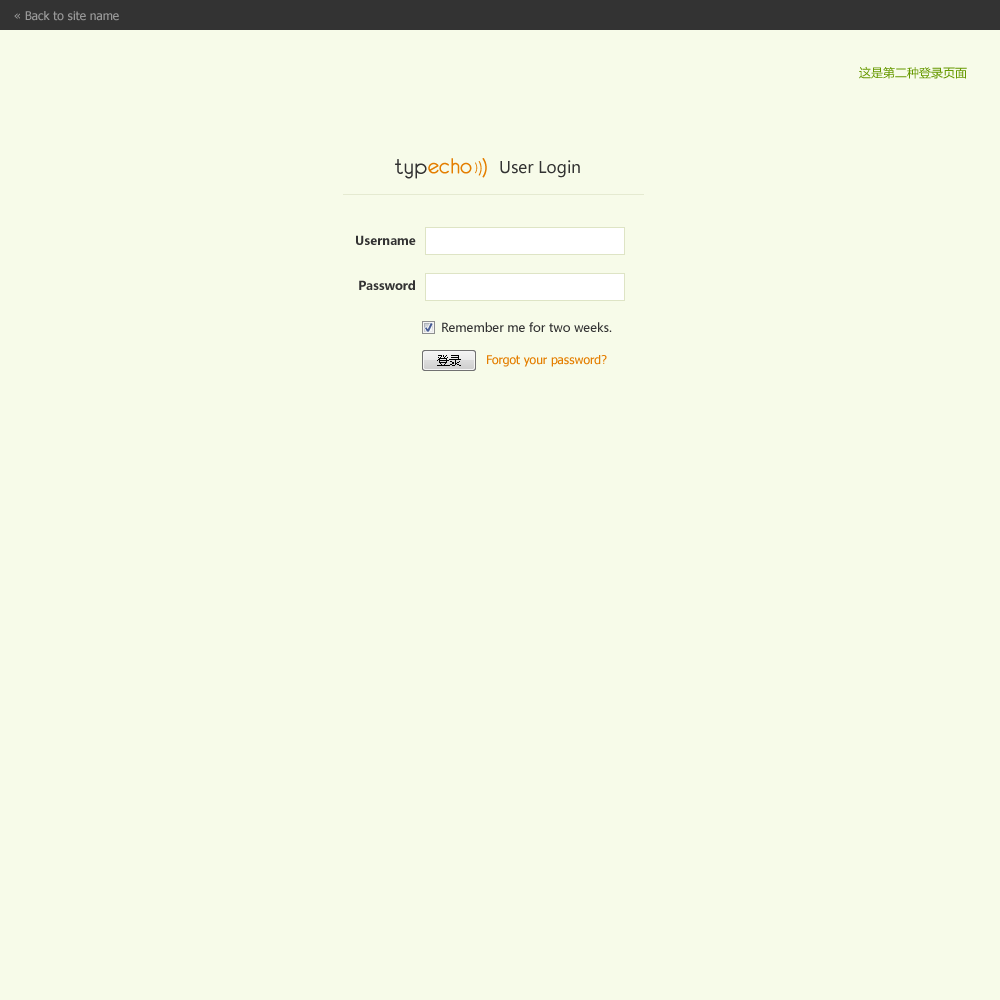 « Back to site name
这是第二种登录页面
typecho User Login
Username
Password
Remember me for two weeks.
登录 Forgot your password?